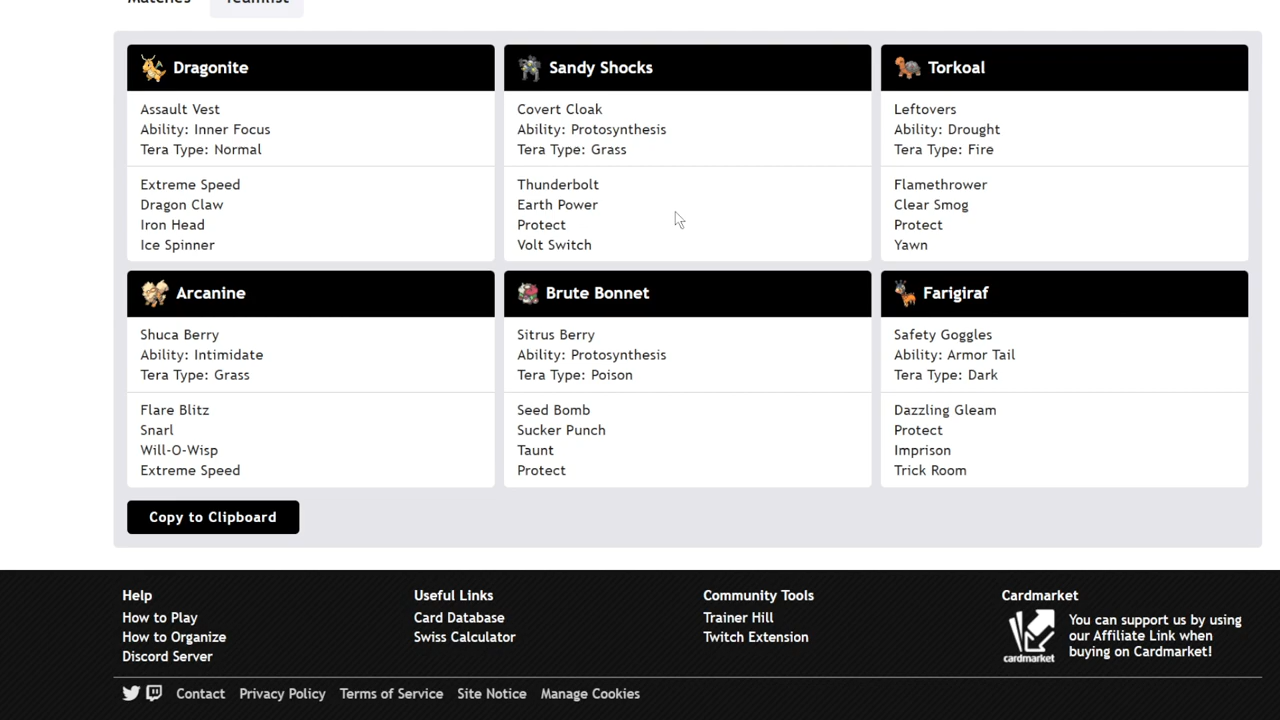 Matches Teamlist
Dragonite
Assault Vest
Ability: Inner Focus
Tera Type: Normal
Extreme Speed
Dragon Claw
Iron Head
Ice Spinner
Sandy Shocks
Covert Cloak
Ability: Protosynthesis
Tera Type: Grass
Thunderbolt
Earth Power
Protect
Volt Switch
Torkoal
Leftovers
Ability: Drought
Tera Type: Fire
Flamethrower
Clear Smog
Protect
Yawn
Arcanine
Shuca Berry
Ability: Intimidate
Tera Type: Grass
Flare Blitz
Snarl
Will-O-Wisp
Extreme Speed
Brute Bonnet
Sitrus Berry
Ability: Protosynthesis
Tera Type: Poison
Seed Bomb
Sucker Punch
Taunt
Protect
Farigiraf
Safety Goggles
Ability: Armor Tail
Tera Type: Dark
Dazzling Gleam
Protect
Imprison
Trick Room
Copy to Clipboard
Help
How to Play
How to Organize
Discord Server
Useful Links
Card Database
Swiss Calculator
Community Tools
Trainer Hill
Twitch Extension
Cardmarket
cardmarket
You can support us by using
our Affiliate Link when
buying on Cardmarket!
Contact Privacy Policy Terms of Service Site Notice Manage Cookies